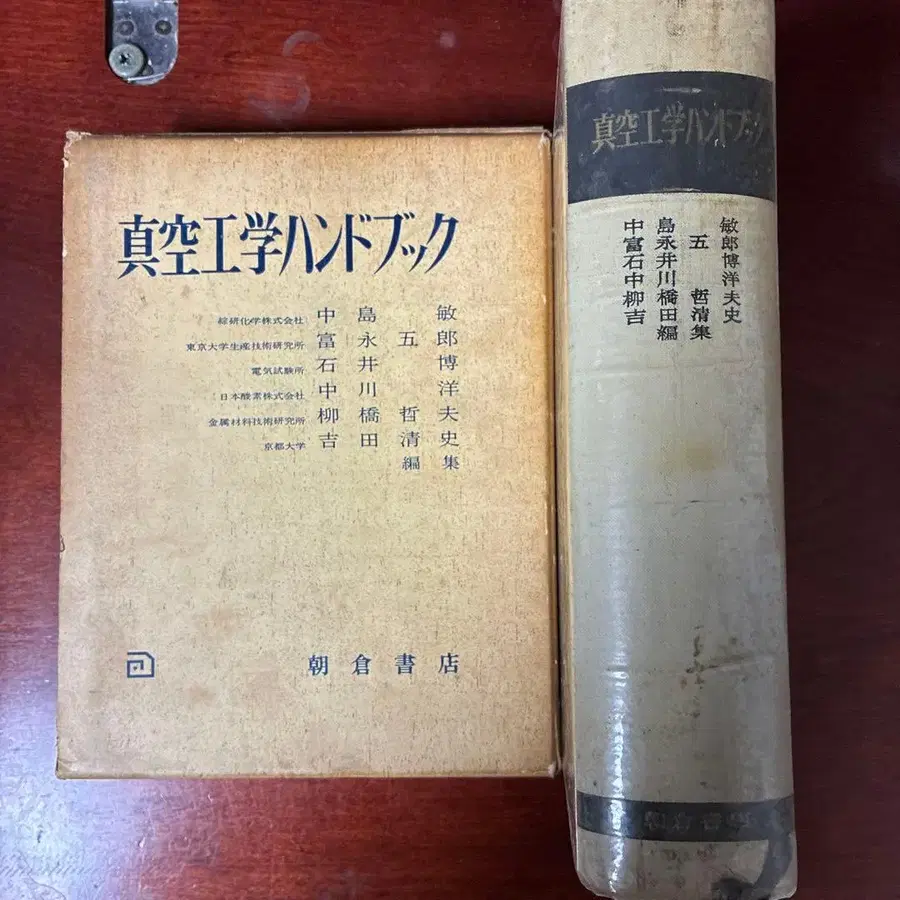 真空工学ハンドブック
綜研化学株式会社 中島 敏
東京大学生産技術研究所 富永五郎
電気試験所 石井 博
日本酸素株式会社 中川 洋
金属材料技術研究所 柳橋哲夫
京都大学 吉田清史
編集
朝倉書店
真空工学ハンドブック
中島 敏
富永五郎
石井 博
中川 洋
柳橋哲夫
吉田清史
編集
朝倉書店